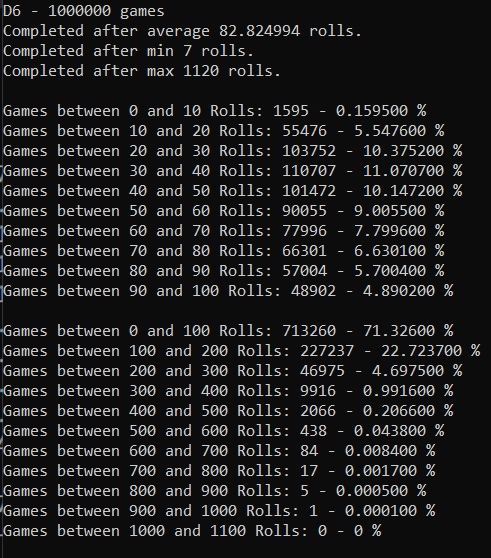 D6 - 1000000 games
Completed after average 82.824994 rolls.
Completed after min 7 rolls.
Completed after max 1120 rolls.
Games between 0 and 10 Rolls: 1595 - 0.159500 %
Games between 10 and 20 Rolls: 55476 - 5.547600 %
Games between 20 and 30 Rolls: 103752 - 10.375200 %
Games between 30 and 40 Rolls: 110707 - 11.070700 %
Games between 40 and 50 Rolls: 101472 - 10.147200 %
Games between 50 and 60 Rolls: 90055 - 9.005500 %
Games between 60 and 70 Rolls: 77996 - 7.799600 %
Games between 70 and 80 Rolls: 66301 - 6.630100 %
Games between 80 and 90 Rolls: 57004 - 5.700400 %
Games between 90 and 100 Rolls: 48902 - 4.890200 %
Games between 0 and 100 Rolls: 713260 - 71.32600 %
Games between 100 and 200 Rolls: 227237 - 22.723700 %
Games between 200 and 300 Rolls: 46975 - 4.697500 %
Games between 300 and 400 Rolls: 9916 - 0.991600 %
Games between 400 and 500 Rolls: 2066 - 0.206600 %
Games between 500 and 600 Rolls: 438 - 0.043800 %
Games between 600 and 700 Rolls: 84 - 0.008400 %
Games between 700 and 800 Rolls: 17 - 0.001700 %
Games between 800 and 900 Rolls: 5 - 0.000500 %
Games between 900 and 1000 Rolls: 1 - 0.000100 %
Games between 1000 and 1100 Rolls: 0 - 0 %